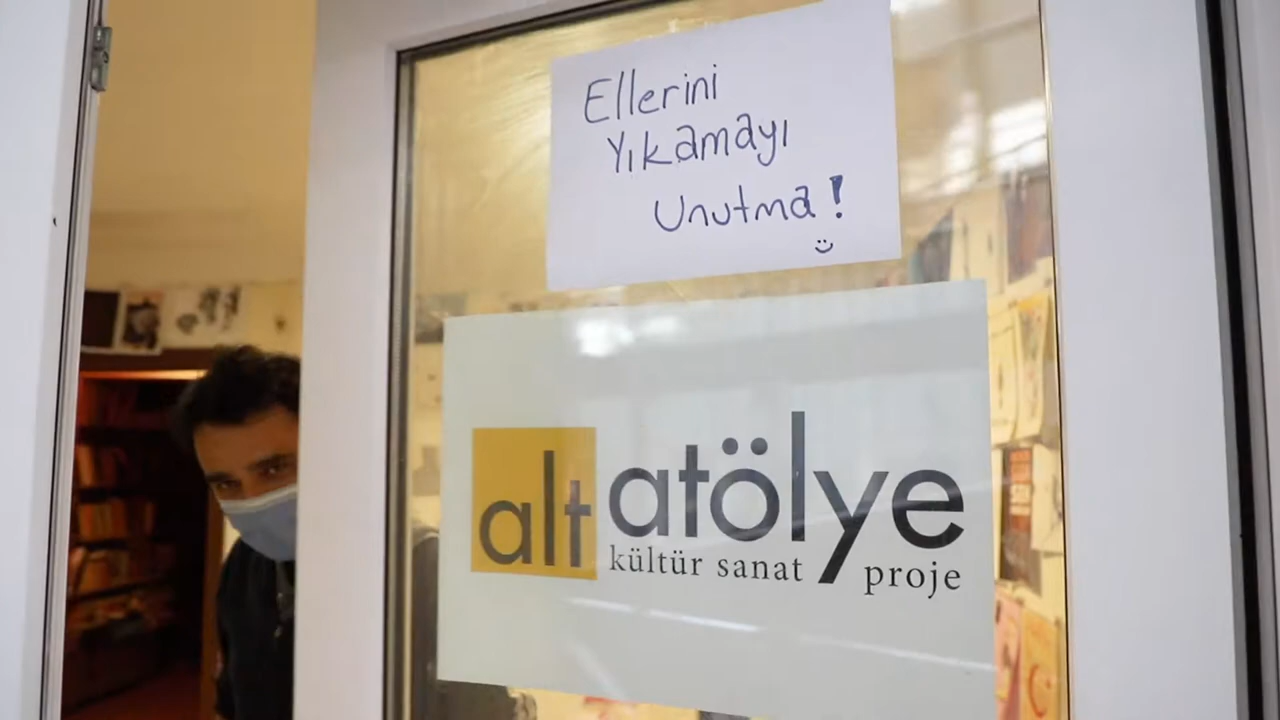 Ellerini
Yıkamayı
Unutma!
alt atölye
kültür sanat proje